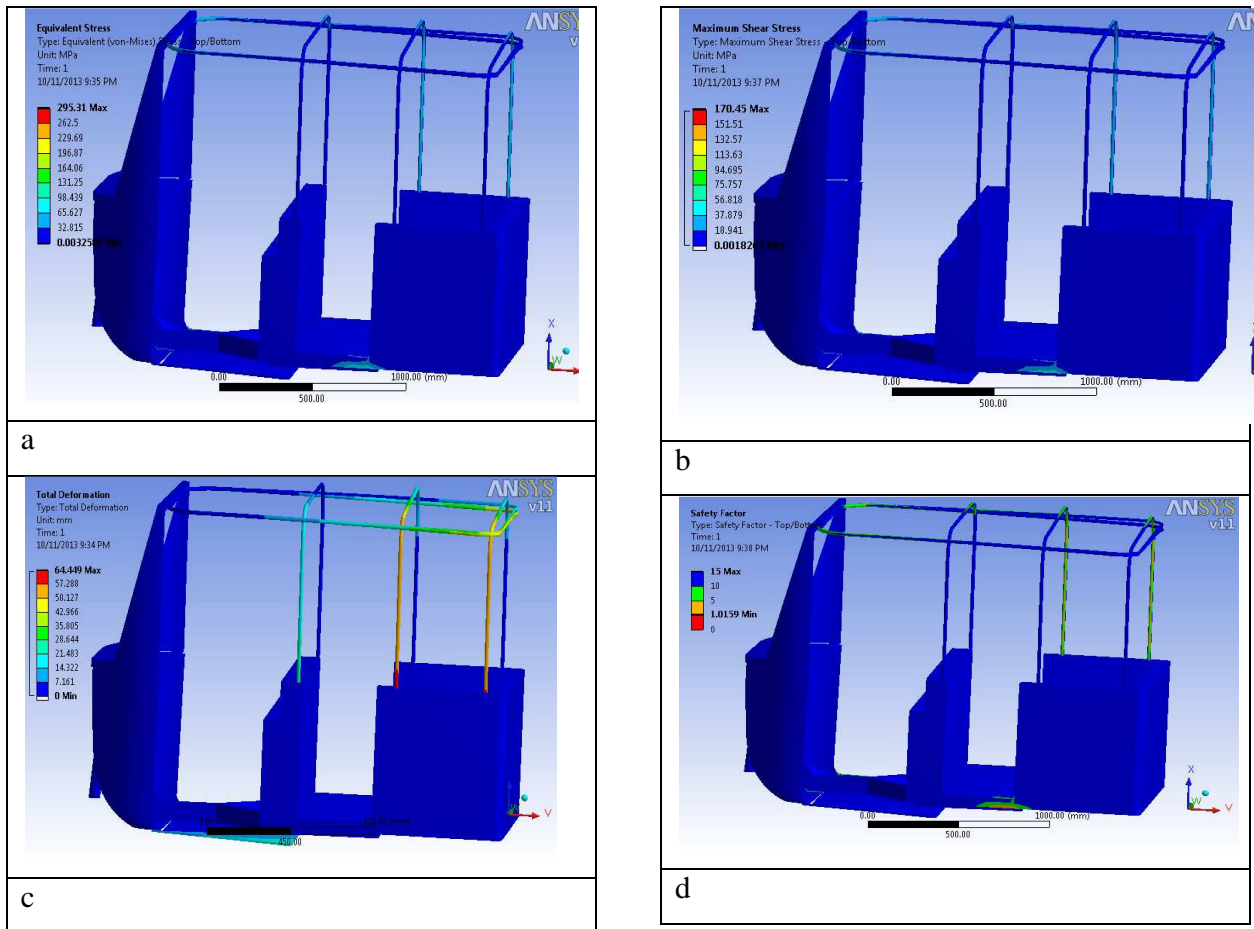 ANSYS
v
Equivalent Stress
Type: Equivalent (von-Mises) Stress - Top/Bottom
Unit: MPa
Time: 1
10/11/2013 9:35 PM
295.31 Max
262.5
229.69
196.87
164.06
131.25
98.439
65.627
32.815
X
0.00
1000.00 (mm)
500.00
a
AN
Maximum Shear Stress
Type: Maximum Shear Stress - Top/Bottom
Unit: MPa
Time: 1
10/11/2013 9:37 PM
170.45 Max
151.51
132.57
113.63
94.695
75.757
56.818
37.879
18.941
0.00
1000.00 (mm)
500.00
b
ANSYS
v11
Total Deformation
Type: Total Deformation
Unit: mm
Time: 1
10/11/2013 9:34 PM
64.449 Max
57.288
50.127
42.966
35.805
28.644
21.483
14.322
7.161
0 Min
450.00
c
ANSYS
v11
Safety Factor
Type: Safety Factor - Top/Bottom
Time: 1
10/11/2013 9:38 PM
15 Max
10
5
1.0159 Min
0
X
0.00
1000.00 (mm)
500.00
d